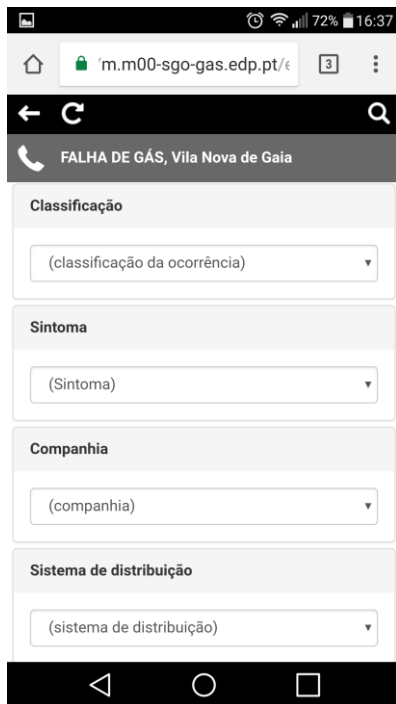 72% 16:37
'm.m00-sgo-gas.edp.pt/e
3
FALHA DE GÁS, Vila Nova de Gaia
Classificação
(classificação da ocorrência)
Sintoma
(Sintoma)
Companhia
(companhia)
Sistema de distribuição
(sistema de distribuição)